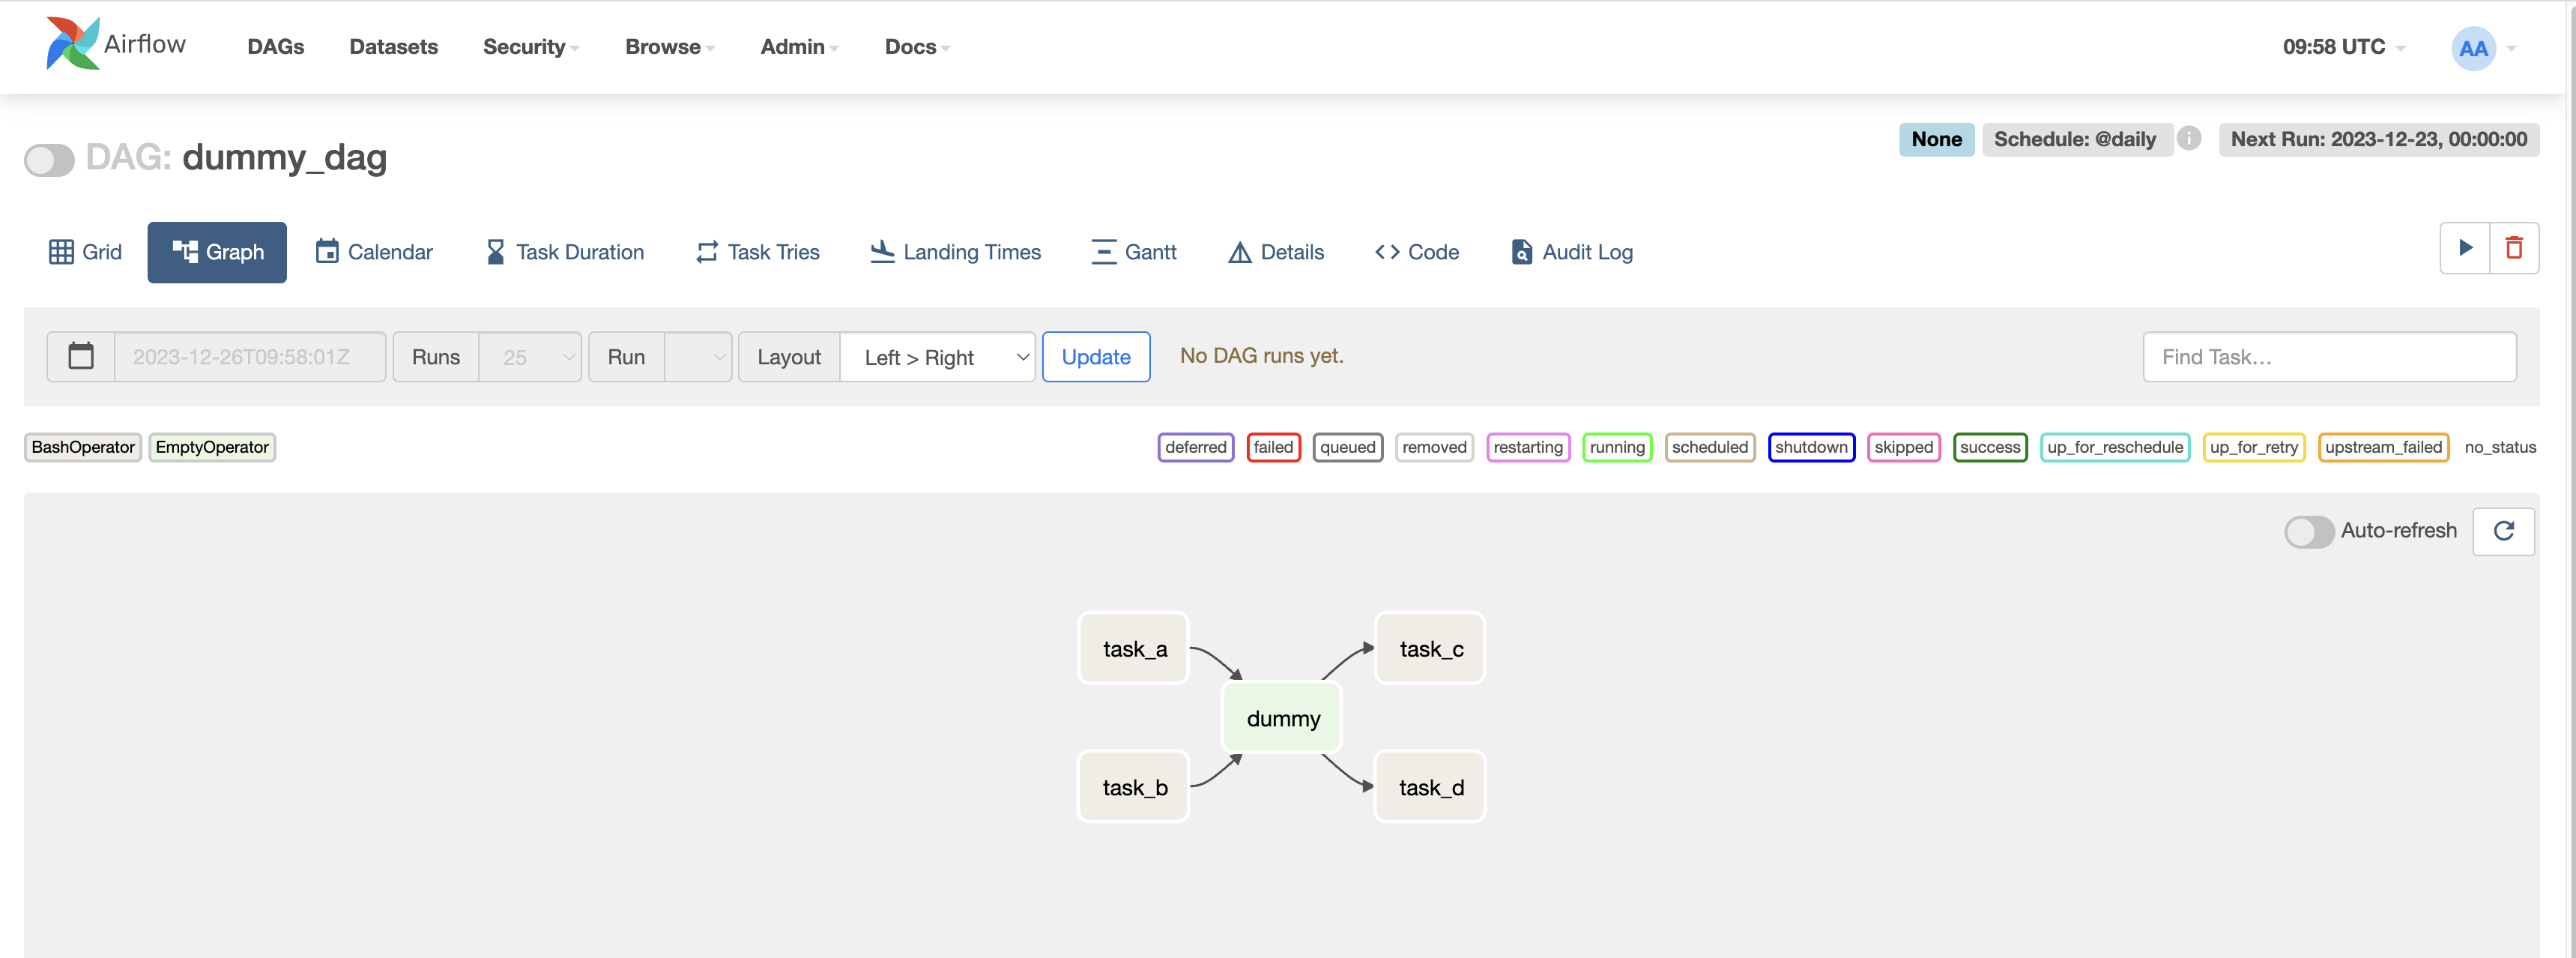 Airflow DAGs Datasets Security Browse Admin Docs 09:58 UTC AA
None Schedule: @daily i Next Run: 2023-12-23, 00:00:00
DAG: dummy_dag
Grid Graph Calendar Task Duration Task Tries Landing Times Gantt Details Code Audit Log
2023-12-26T09:58:01Z Runs 25 Run Layout Left > Right Update No DAG runs yet. Find Task...
BashOperator EmptyOperator deferred failed queued removed restarting running scheduled shutdown skipped success up_for_reschedule up_for_retry upstream_failed no_status
Auto-refresh
task_a task_c
dummy
task_b task_d